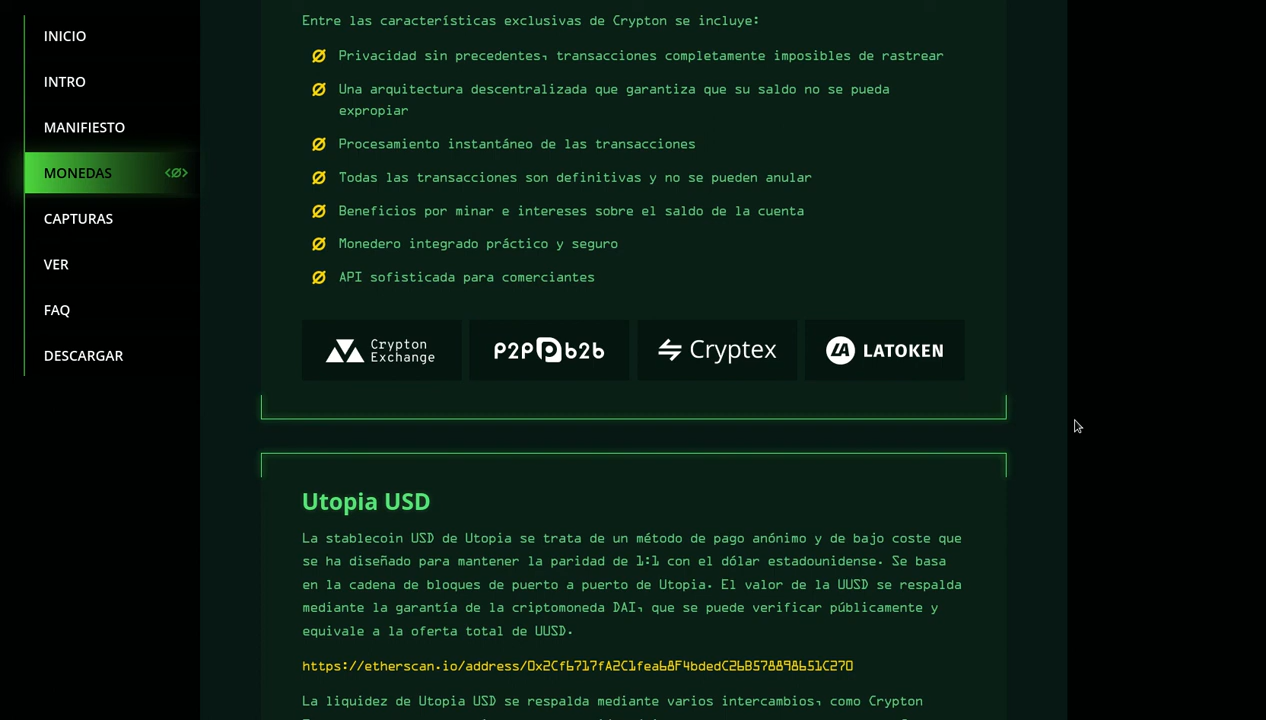 INICIO
INTRO
MANIFIESTO
MONEDAS
CAPTURAS
VER
FAQ
DESCARGAR
Entre las características exclusivas de Crypton se incluye:
Privacidad sin precedentes, transacciones completamente imposibles de rastrear
Una arquitectura descentralizada que garantiza que su saldo no se pueda
expropiar
Procesamiento instantáneo de las transacciones
Todas las transacciones son definitivas y no se pueden anular
Beneficios por minar e intereses sobre el saldo de la cuenta
Monedero integrado práctico y seguro
API sofisticada para comerciantes
Crypton
Exchange
P2P b2b
Cryptex
LA LATOKEN
Utopia USD
La stablecoin USD de Utopia se trata de un método de pago anónimo y de bajo coste que
se ha diseñado para mantener la paridad de 1:1 con el dólar estadounidense. Se basa
en la cadena de bloques de puerto a puerto de Utopia. El valor de la UUSD se respalda
mediante la garantía de la criptomoneda DAI, que se puede verificar públicamente y
equivale a la oferta total de UUSD.
https://etherscan.io/address/0x2Cf6717fA2C1fea68F4bdedC26B578898651C270
La liquidez de Utopia USD se respalda mediante varios intercambios, como Crypton